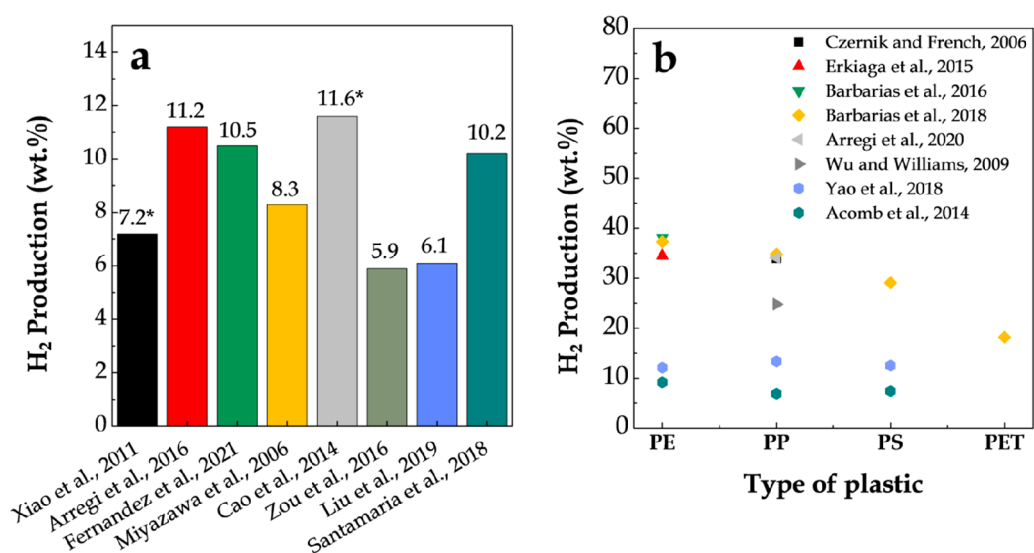 a
H2 Production (wt.%)
14
12
10
8
6
4
2
0
7.2*
11.2
10.5
8.3
11.6*
5.9
6.1
10.2
Xiao et al., 2011
Arregi et al., 2016
Fernandez et al., 2021
Miyazawa et al., 2006
Cao et al., 2014
Zou et al., 2016
Liu et al., 2019
Santamaria et al., 2018
b
H2 Production (wt.%)
80
70
60
50
40
30
20
10
0
Czernik and French, 2006
Erkiaga et al., 2015
Barbarias et al., 2016
Barbarias et al., 2018
Arregi et al., 2020
Wu and Williams, 2009
Yao et al., 2018
Acomb et al., 2014
PE
PP
PS
PET
Type of plastic